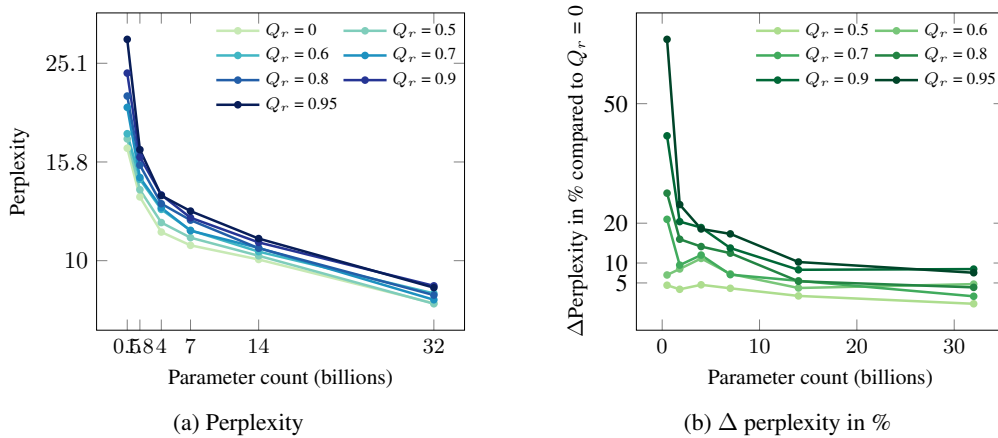 25.1
15.8
10
Perplexity
Q_r = 0
Q_r = 0.5
Q_r = 0.6
Q_r = 0.7
Q_r = 0.8
Q_r = 0.9
Q_r = 0.95
0.5 1.8 4 7 14 32
Parameter count (billions)
(a) Perplexity
50
20
10
5
ΔPerplexity in % compared to Q_r = 0
Q_r = 0.5
Q_r = 0.6
Q_r = 0.7
Q_r = 0.8
Q_r = 0.9
Q_r = 0.95
0 10 20 30
Parameter count (billions)
(b) Δ perplexity in %